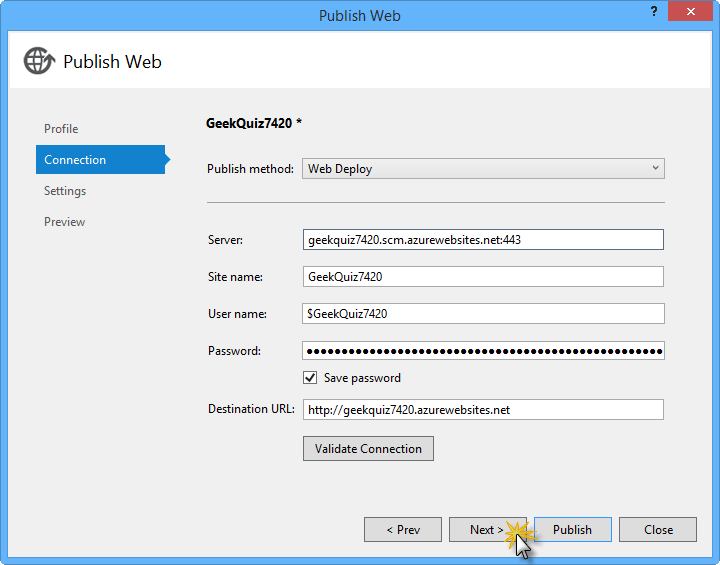 Publish Web
?
Publish Web
Profile
Connection
Settings
Preview
GeekQuiz7420 *
Publish method: Web Deploy
Server: geekquiz7420.scm.azurewebsites.net:443
Site name: GeekQuiz7420
User name: $GeekQuiz7420
Password: ●●●●●●●●●●●●●●●●●●●●●●●●●●●●●●●●●●●●●●●●●●●●●●●●●●●
Save password
Destination URL: http://geekquiz7420.azurewebsites.net
Validate Connection
< Prev Next > Publish Close